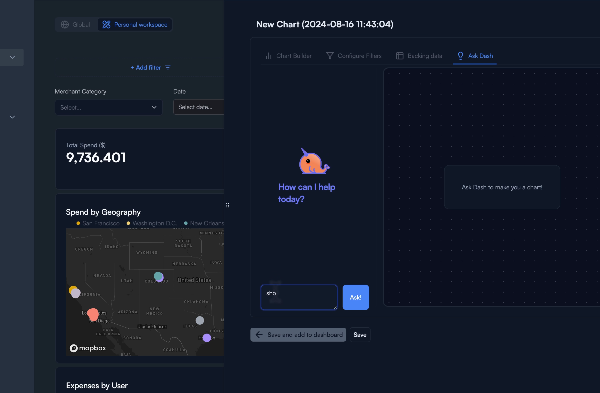 Global
Personal workspace
+ Add filter
Merchant Category
Date
Select...
Select date...
Total Spend ($)
9,736.401
Spend by Geography
San Francisco
Washington D.C.
New Orleans
United States
mapbox
Expenses by User
New Chart (2024-08-16 11:43:04)
Chart Builder
Configure Filters
Backing data
Ask Dash
How can I help
today?
Ask Dash to make you a chart!
sho
Ask!
Save and add to dashboard
Save